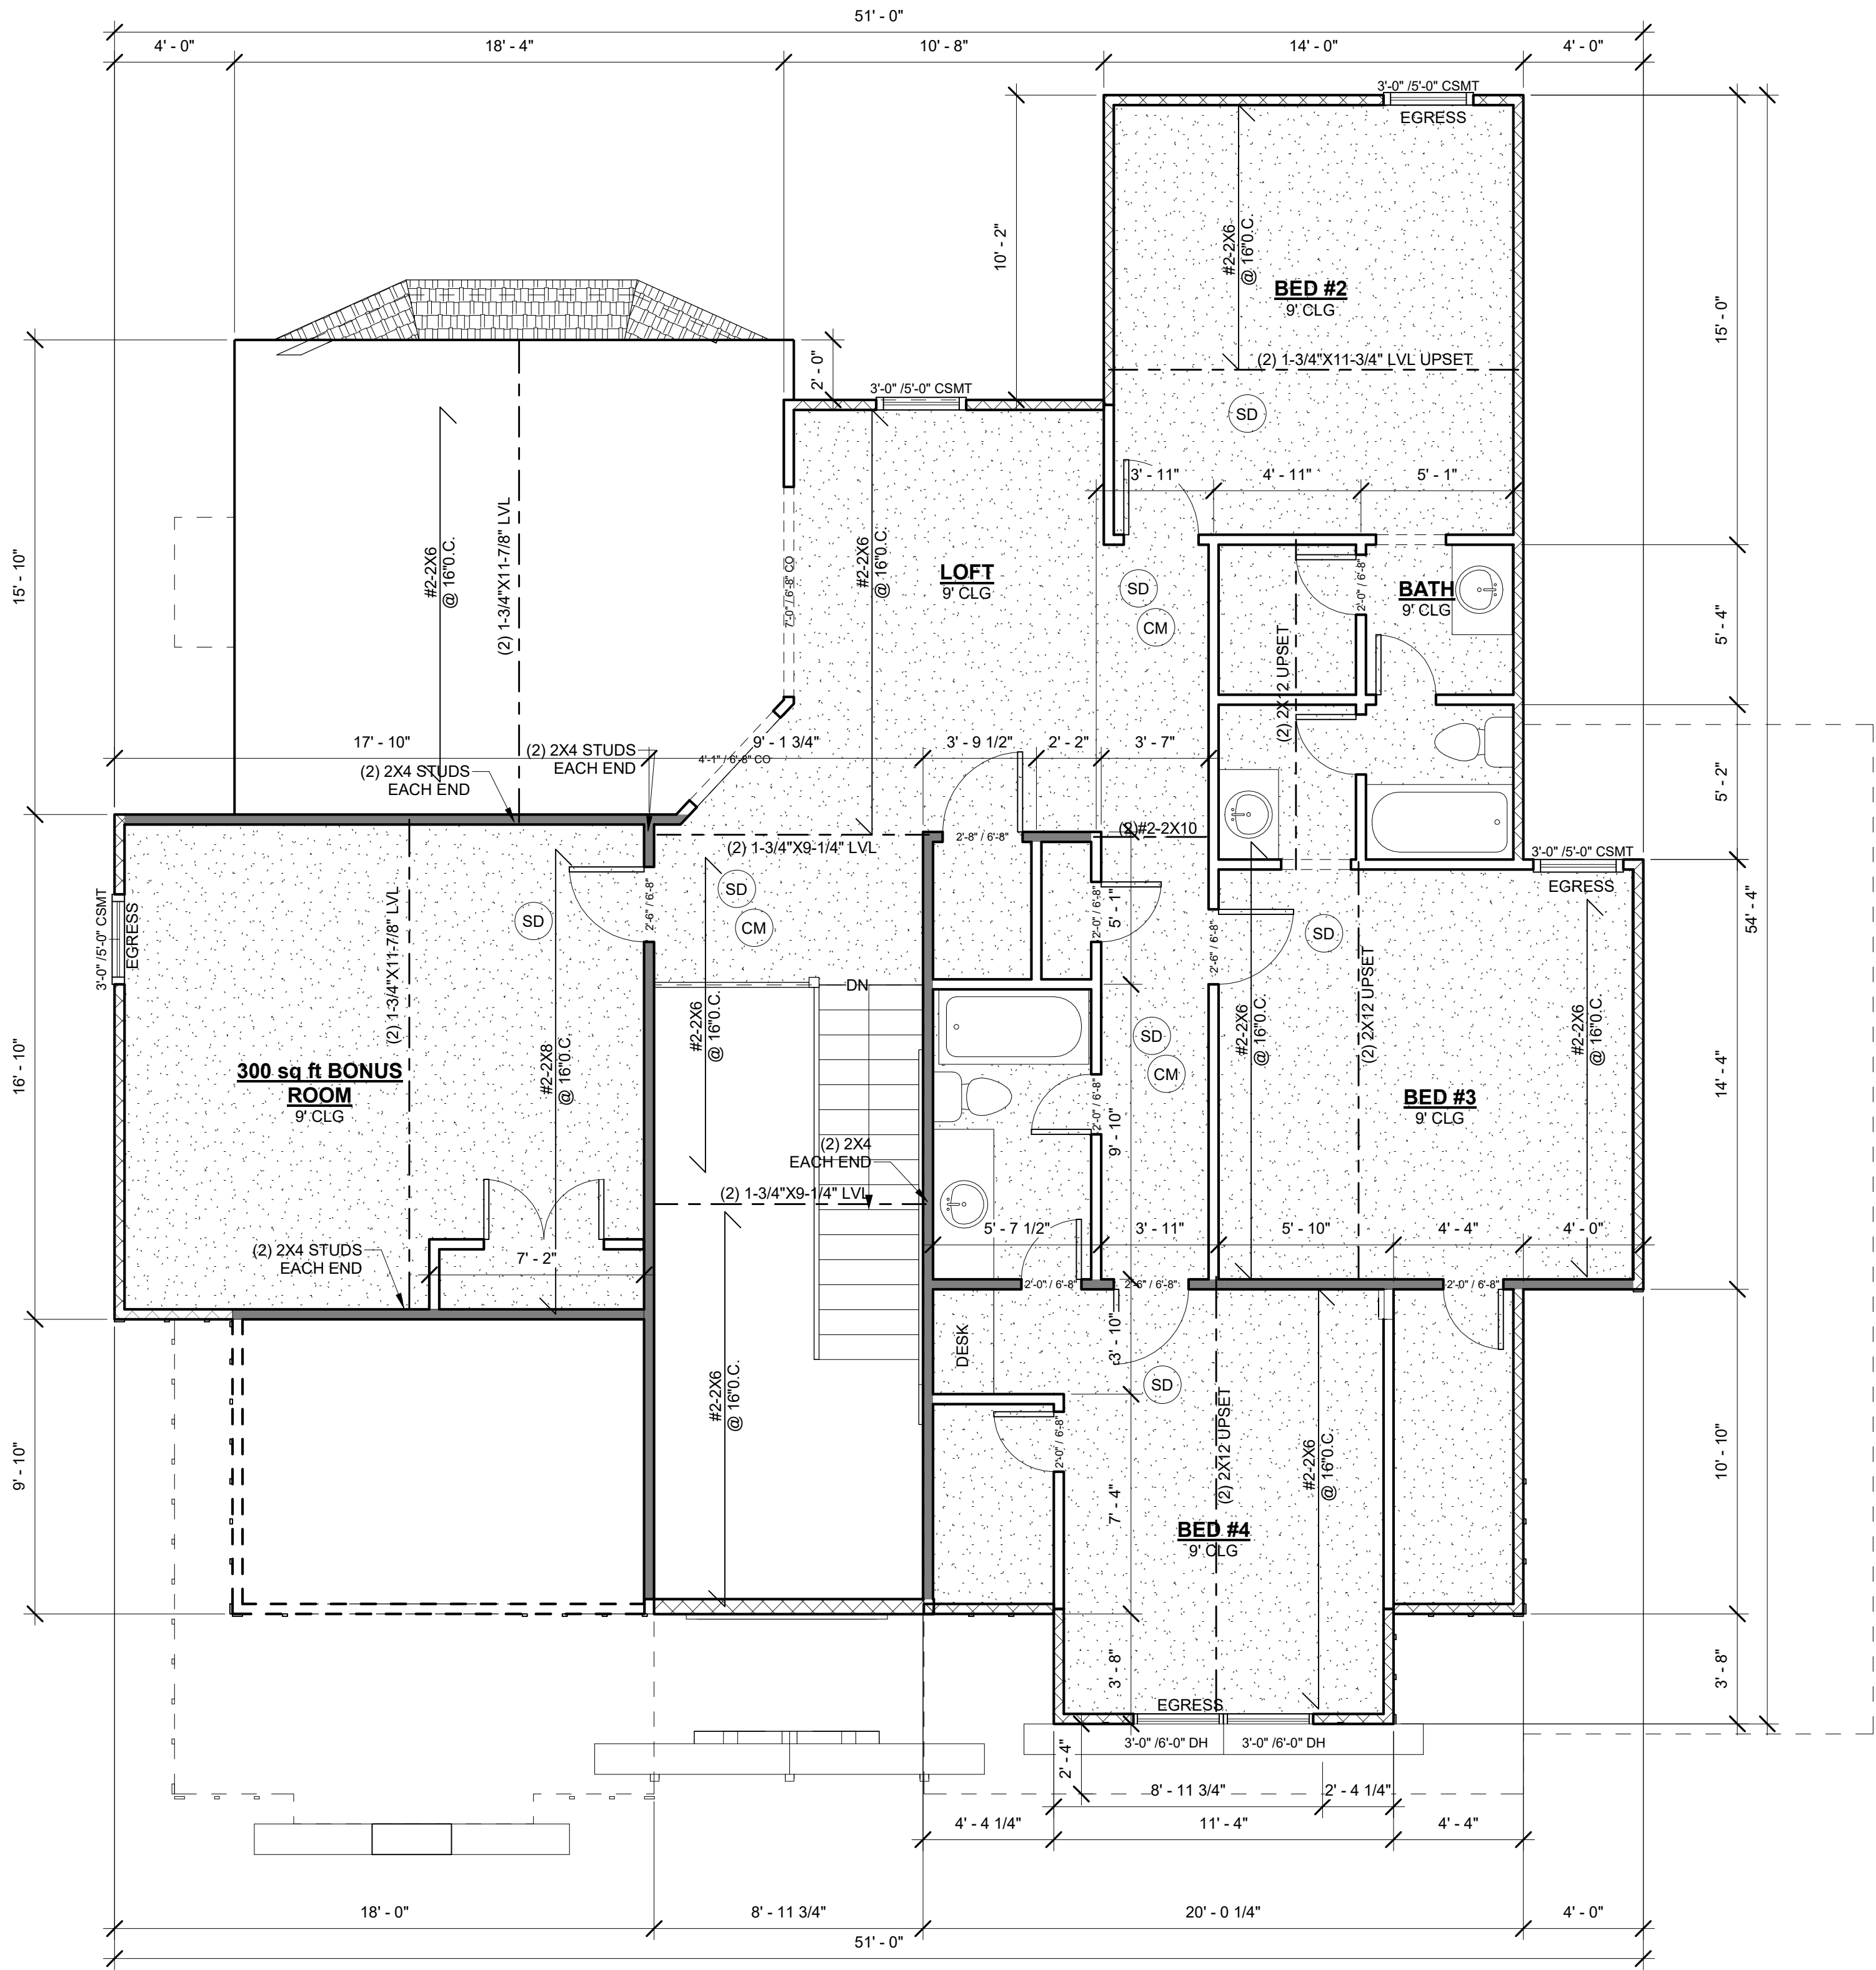 51' - 0"
4' - 0"
18' - 4"
10' - 8"
14' - 0"
4' - 0"
3'-0" /5'-0" CSMT
EGRESS
#2-2X6
@ 16"O.C.
10' - 2"
BED #2
9' CLG
15' - 0"
(2) 1-3/4"X11-3/4" LVL UPSET
2' - 0"
3'-0" /5'-0" CSMT
SD
3' - 11"
4' - 11"
5' - 1"
15' - 10"
#2-2X6
@ 16"O.C.
(2) 1-3/4"X11-7/8" LVL
7'-0" / 6'-8" CO
#2-2X6
@ 16"O.C.
LOFT
9' CLG
SD
CM
2'-0" / 6'-8"
BATH
9' CLG
5' - 4"
(2) 2X12 UPSET
17' - 10"
(2) 2X4 STUDS
EACH END
(2) 2X4 STUDS
EACH END
9' - 1 3/4"
4'-1" / 6'-8" CO
3' - 9 1/2"
2' - 2"
3' - 7"
5' - 2"
2'-8" / 6'-8"
(2)#2-2X10
(2) 1-3/4"X9-1/4" LVL
3'-0" /5'-0" CSMT
EGRESS
3'-0" /5'-0" CSMT
EGRESS
SD
2'-6" / 6'-8"
SD
CM
2'-0" / 6'-8"
5' - 1"
2'-6" / 6'-8"
SD
54' - 4"
(2) 1-3/4"X11-7/8" LVL
DN
(2) 2X12 UPSET
16' - 10"
#2-2X8
@ 16"O.C.
#2-2X6
@ 16"O.C.
SD
CM
#2-2X6
@ 16"O.C.
#2-2X6
@ 16"O.C.
14' - 4"
300 sq ft BONUS
ROOM
9' CLG
BED #3
9' CLG
2'-0" / 6'-8"
9' - 10"
(2) 2X4
EACH END
(2) 1-3/4"X9-1/4" LVL
(2) 2X4 STUDS
EACH END
7' - 2"
5' - 7 1/2"
3' - 11"
5' - 10"
4' - 4"
4' - 0"
2'-0" / 6'-8"
2'-6" / 6'-8"
2'-0" / 6'-8"
DESK
3' - 10"
SD
#2-2X6
@ 16"O.C.
9' - 10"
2'-0" / 6'-8"
(2) 2X12 UPSET
#2-2X6
@ 16"O.C.
10' - 10"
7' - 4"
BED #4
9' CLG
3' - 8"
3' - 8"
EGRESS
3'-0" /6'-0" DH
3'-0" /6'-0" DH
2' - 4"
8' - 11 3/4"
2' - 4 1/4"
4' - 4 1/4"
11' - 4"
4' - 4"
18' - 0"
8' - 11 3/4"
20' - 0 1/4"
4' - 0"
51' - 0"